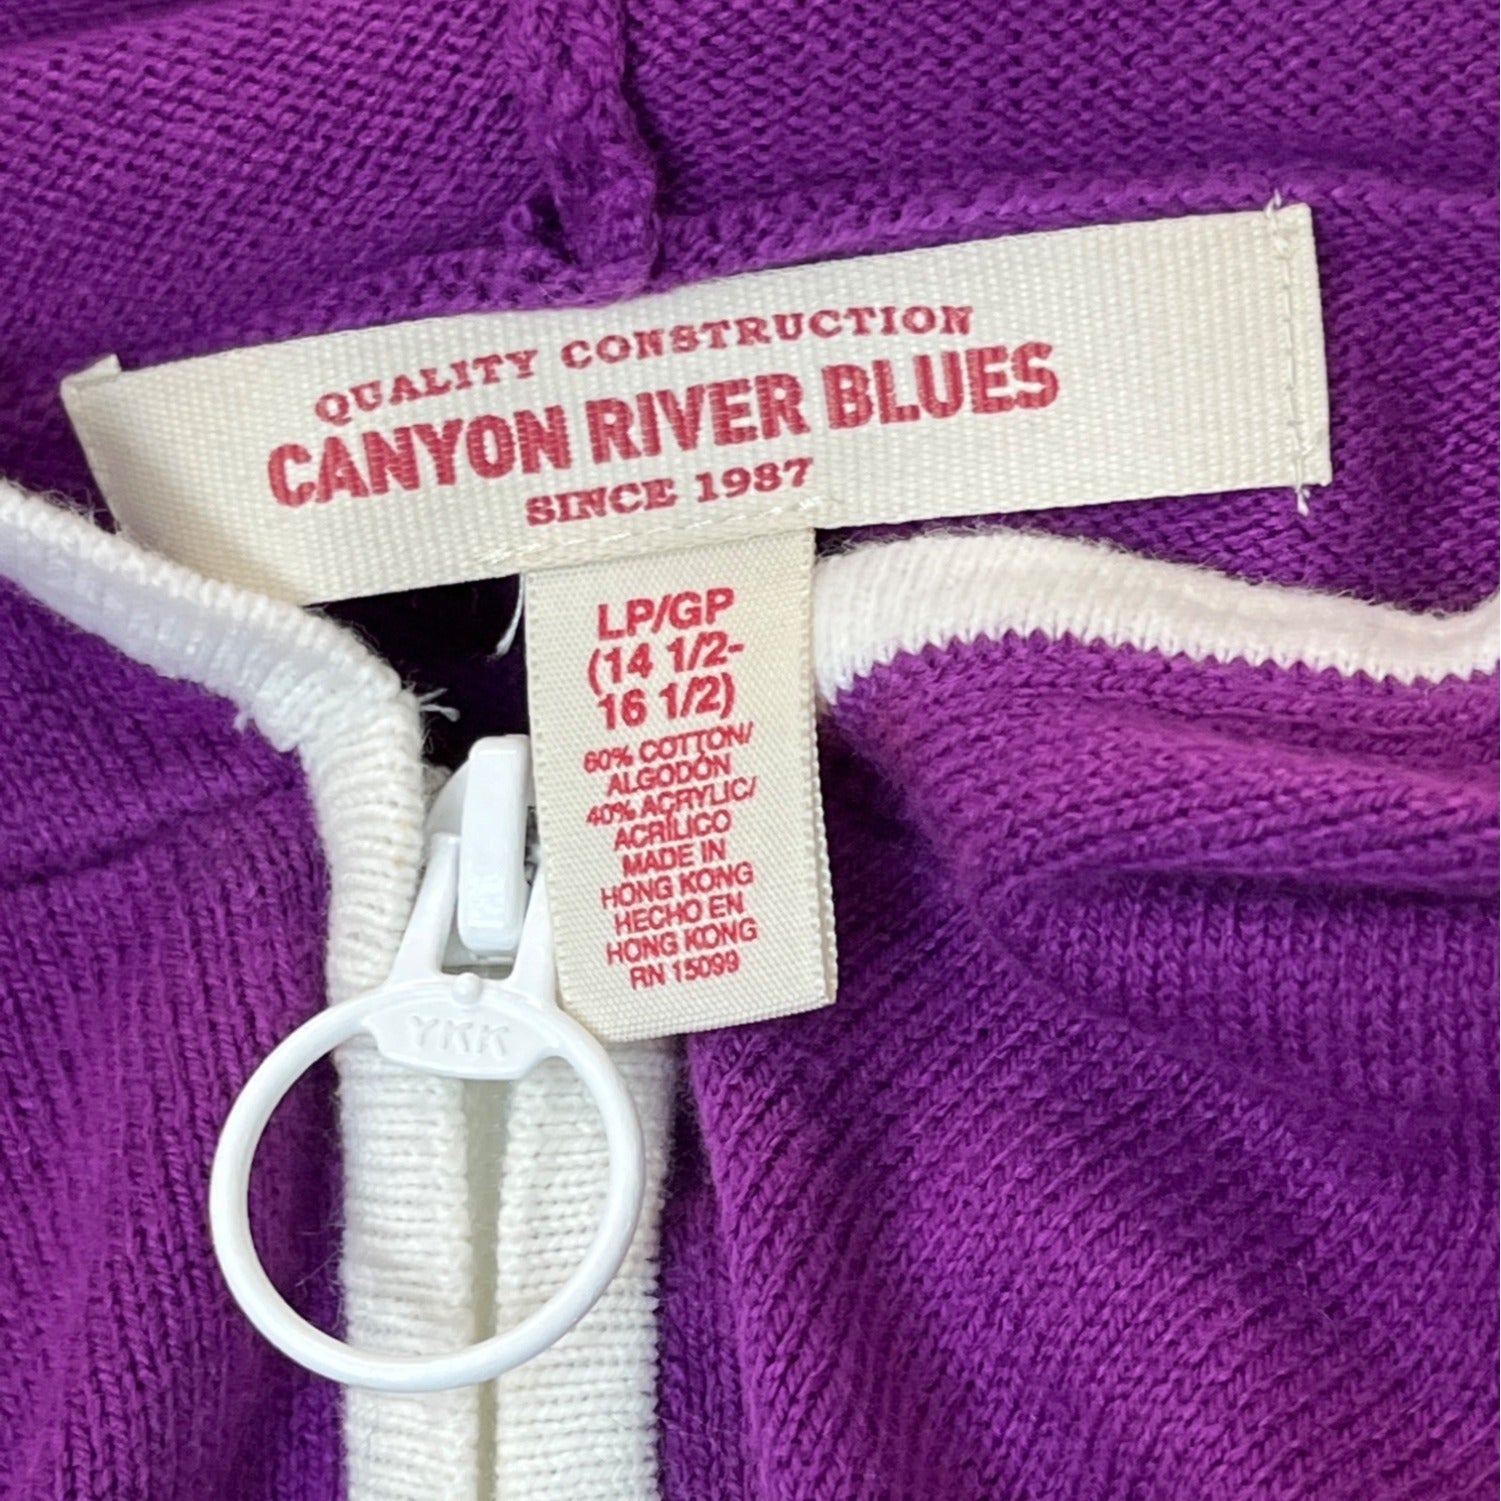 QUALITY CONSTRUCTION
CANYON RIVER BLUES
SINCE 1987
LP/GP
(14 1/2-
16 1/2)
60% COTTON/
ALGODÓN
40% ACRYLIC/
ACRÍLICO
MADE IN
HONG KONG
HECHO EN
HONG KONG
RN 15099
YKK